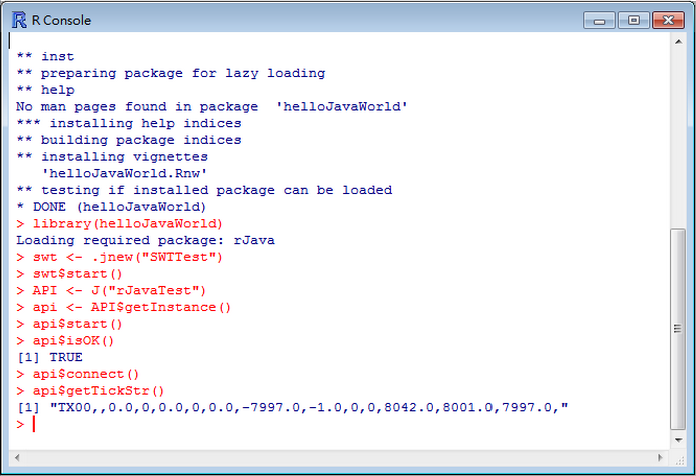 R Console
** inst
** preparing package for lazy loading
** help
No man pages found in package  'helloJavaWorld'
*** installing help indices
** building package indices
** installing vignettes
   'helloJavaWorld.Rnw'
** testing if installed package can be loaded
* DONE (helloJavaWorld)
> library(helloJavaWorld)
Loading required package: rJava
> swt <- .jnew("SWTTest")
> swt$start()
> API <- J("rJavaTest")
> api <- API$getInstance()
> api$start()
> api$isOK()
[1] TRUE
> api$connect()
> api$getTickStr()
[1] "TX00,,0.0,0,0.0,0,0.0,-7997.0,-1.0,0,0,8042.0,8001.0,7997.0,"
>